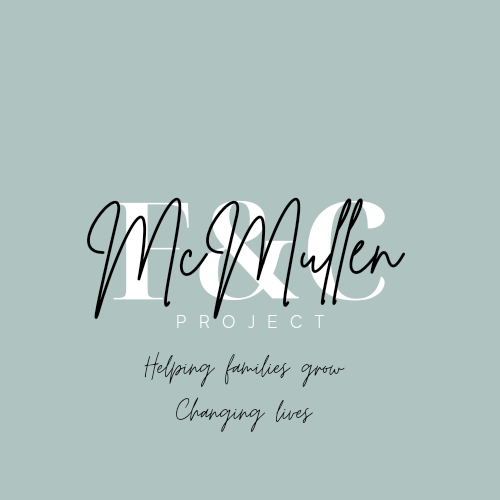 F&C
McMullen
PROJECT
Helping families grow
Changing lives